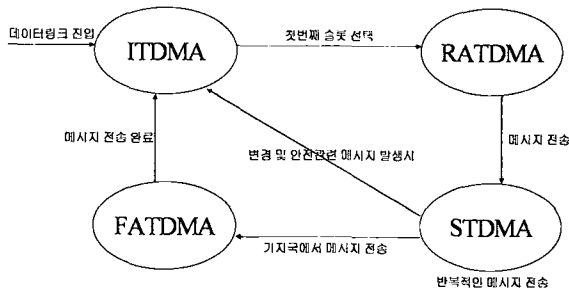 데이터링크 진입
ITDMA
첫번째 슬롯 선택
RATDMA
메시지 전송 완료
변경 및 안전관련 메시지 발생시
메시지 전송
FATDMA
기지국에서 메시지 전송
STDMA
반복적인 메시지 전송